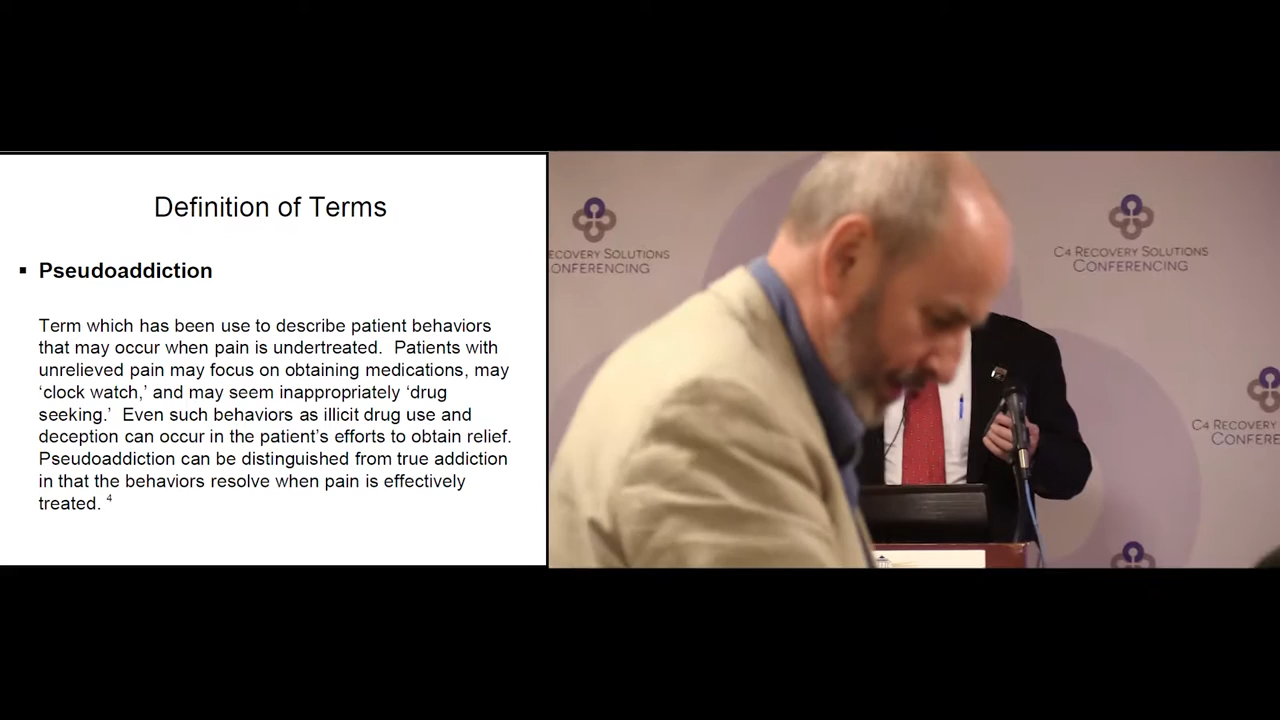 Definition of Terms
▪ Pseudoaddiction
Term which has been use to describe patient behaviors
that may occur when pain is undertreated.  Patients with
unrelieved pain may focus on obtaining medications, may
‘clock watch,’ and may seem inappropriately ‘drug
seeking.’  Even such behaviors as illicit drug use and
deception can occur in the patient’s efforts to obtain relief.
Pseudoaddiction can be distinguished from true addiction
in that the behaviors resolve when pain is effectively
treated. 4
RECOVERY SOLUTIONS
ONFERENCING
C4 RECOVERY SOLUTIONS
CONFERENCING
C4 RECOVERY
CONFERE